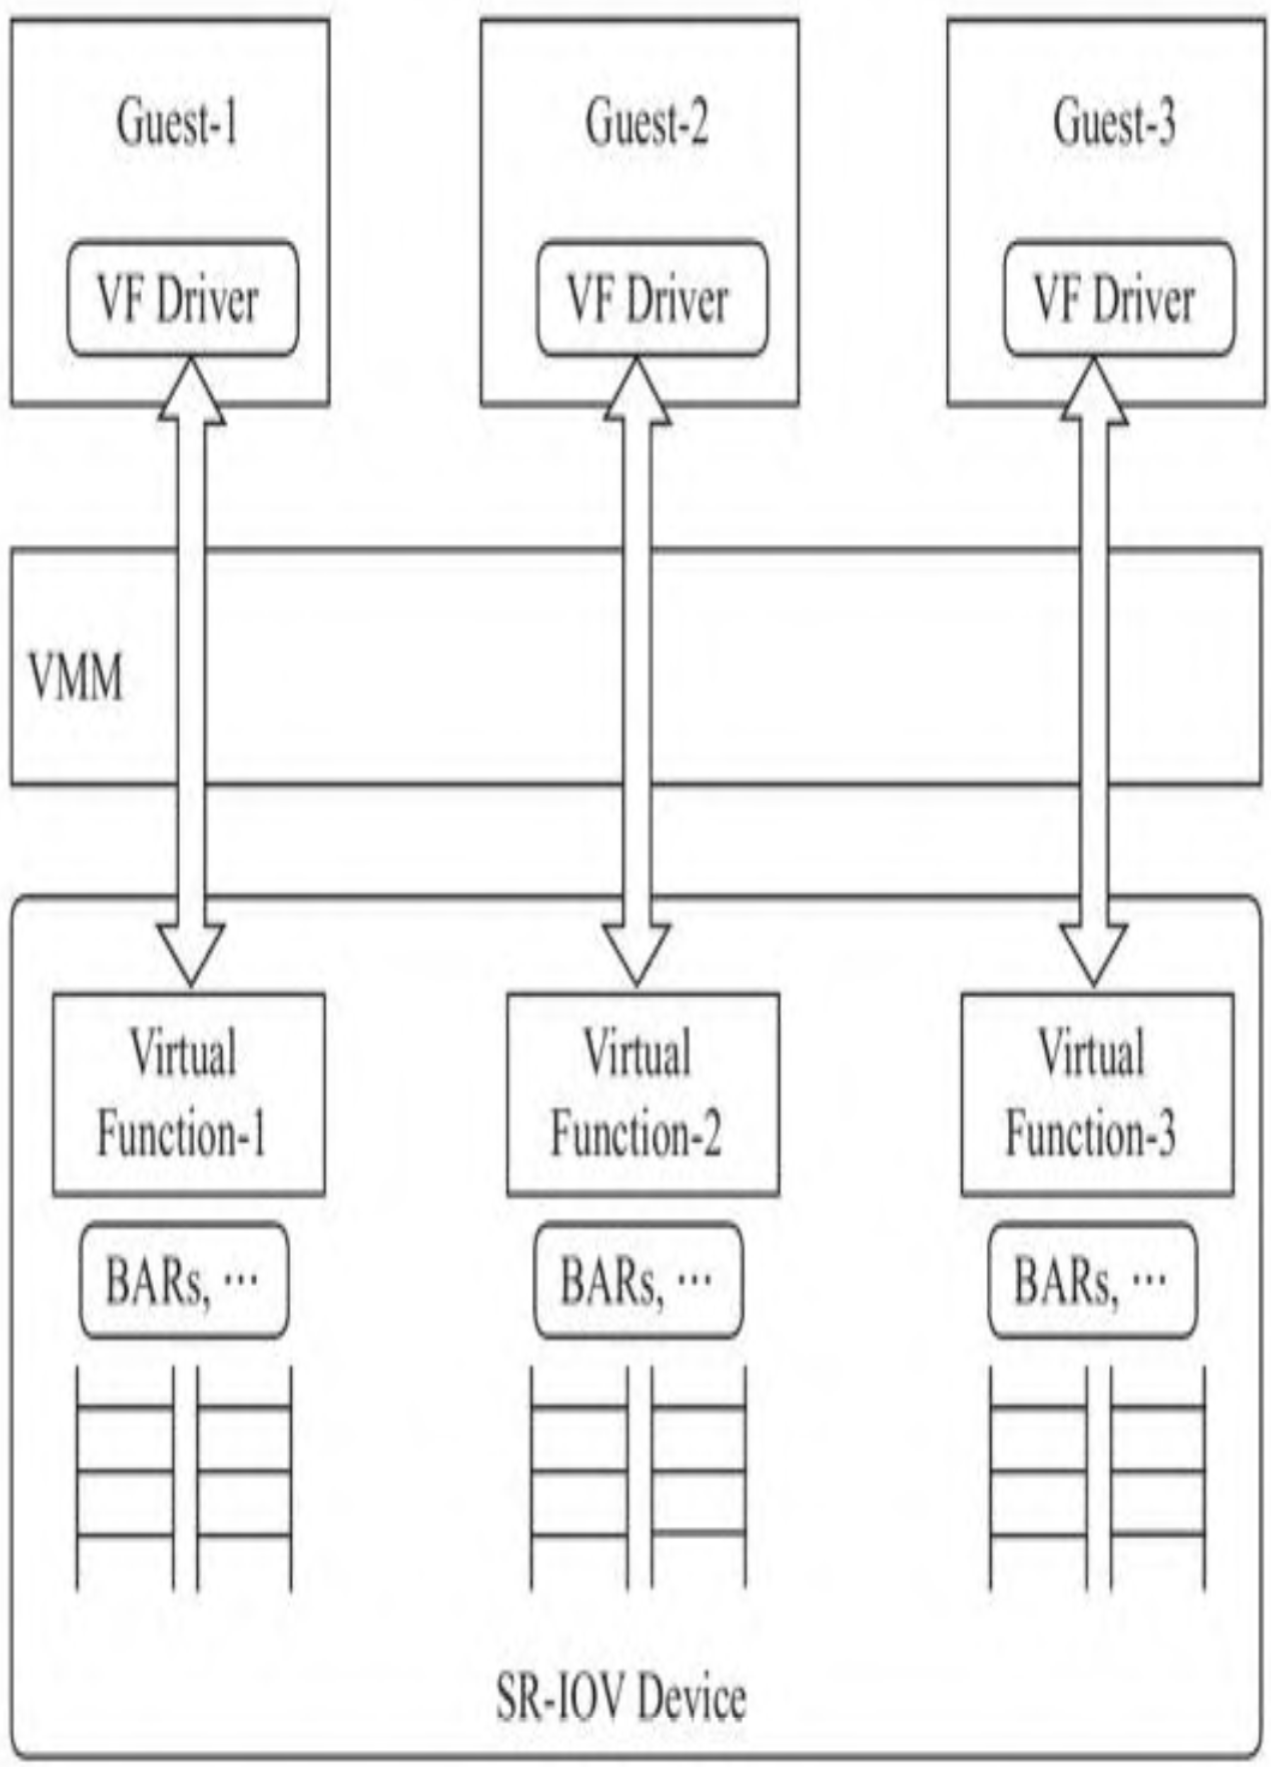 Guest-1
Guest-2
Guest-3
VF Driver
VF Driver
VF Driver
VMM
Virtual
Function-1
Virtual
Function-2
Virtual
Function-3
BARs, ···
BARs, ···
BARs, ···
SR-IOV Device